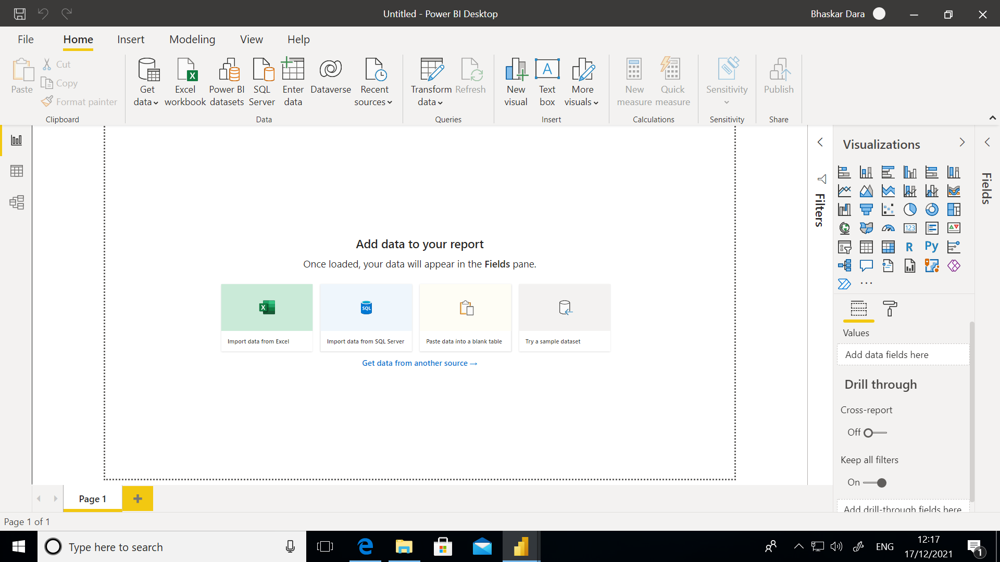 Untitled - Power BI Desktop
Bhaskar Dara
File Home Insert Modeling View Help
Paste
Cut
Copy
Format painter
Clipboard
Get data
Excel workbook
Power BI datasets
SQL Server
Enter data
Dataverse
Recent sources
Data
Transform data
Refresh
Queries
New visual
A
Text box
More visuals
Insert
New measure
Quick measure
Calculations
Sensitivity
Sensitivity
Publish
Share
Filters
Visualizations
123
R
Py
Fields
Values
Add data fields here
Drill through
Cross-report
Off
Keep all filters
On
Add drill-through fields here
Add data to your report
Once loaded, your data will appear in the Fields pane.
X
SQL
Import data from Excel
Import data from SQL Server
Paste data into a blank table
Try a sample dataset
Get data from another source →
Page 1
Page 1 of 1
Type here to search
ENG
12:17
17/12/2021
1